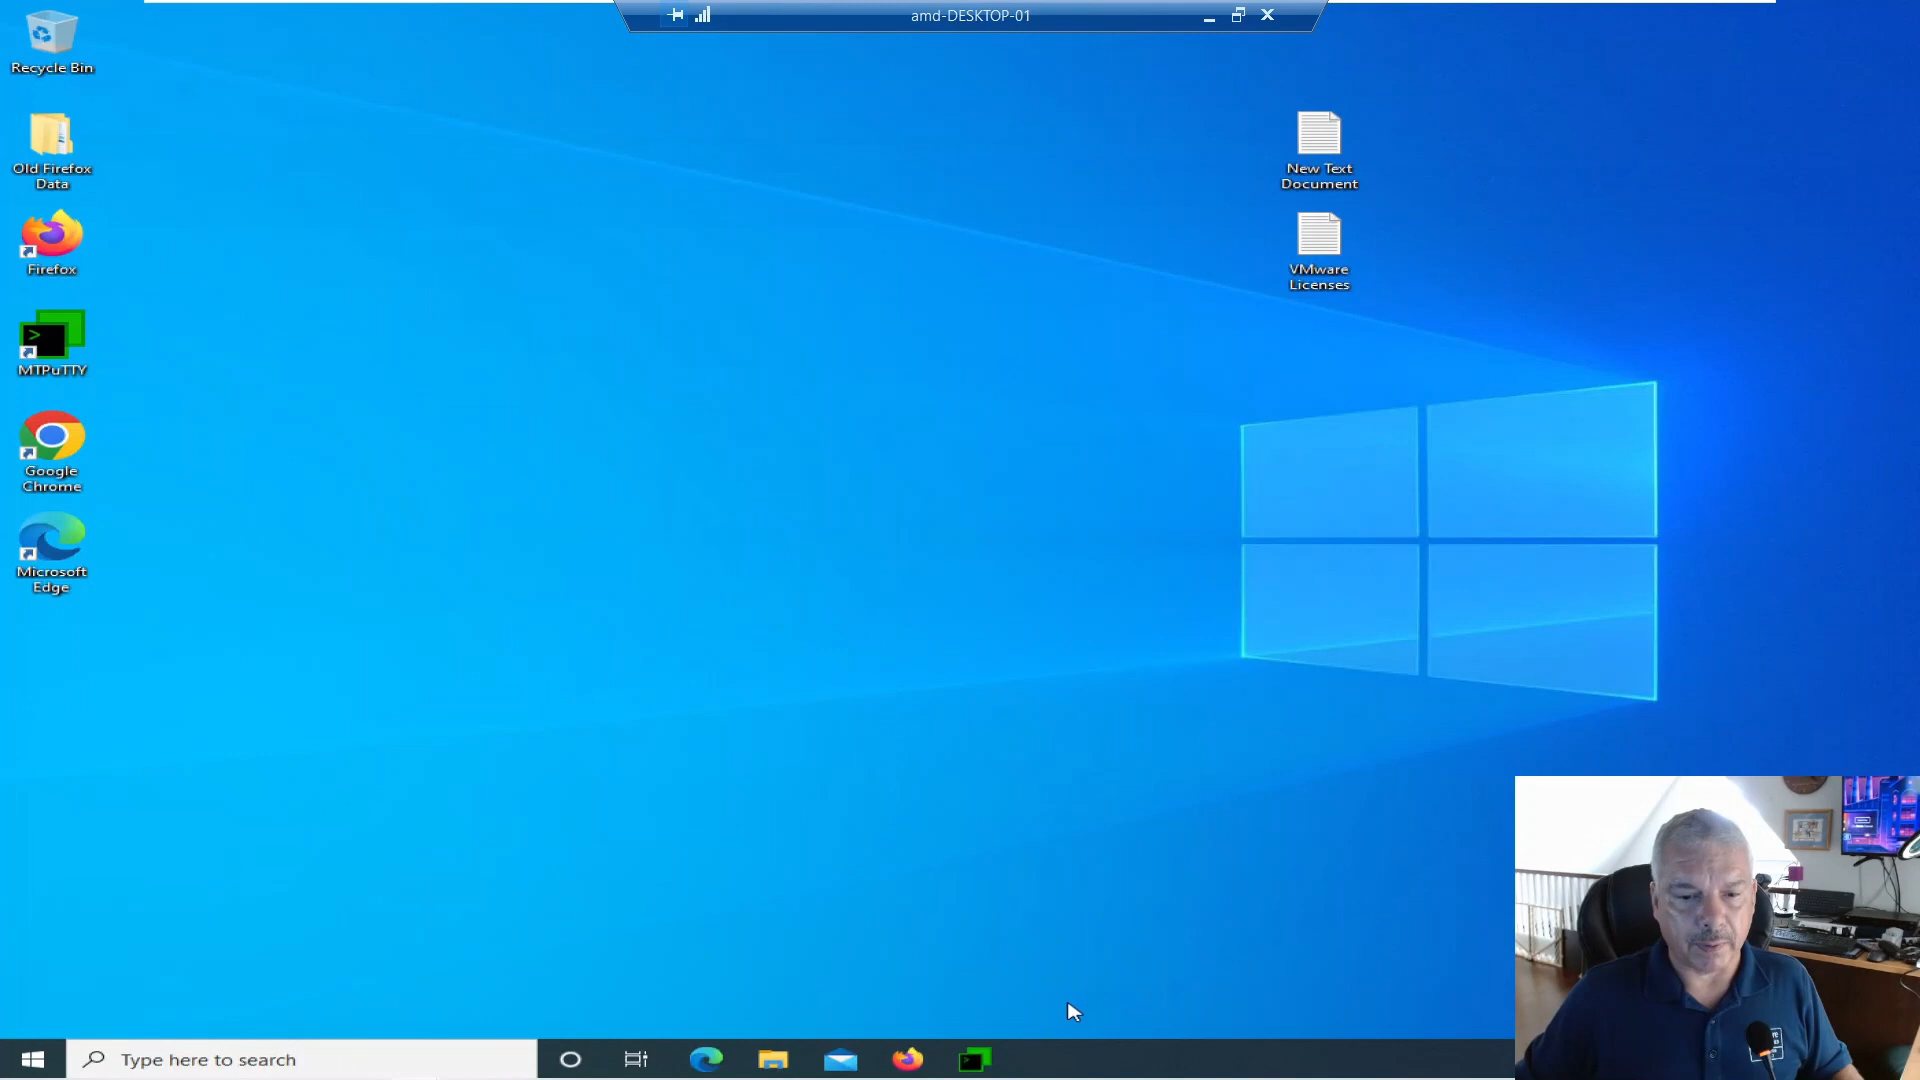 amd-DESKTOP-01
Recycle Bin
Old Firefox
Data
Firefox
MTPuTTY
Google
Chrome
Microsoft
Edge
New Text
Document
VMware
Licenses
Type here to search